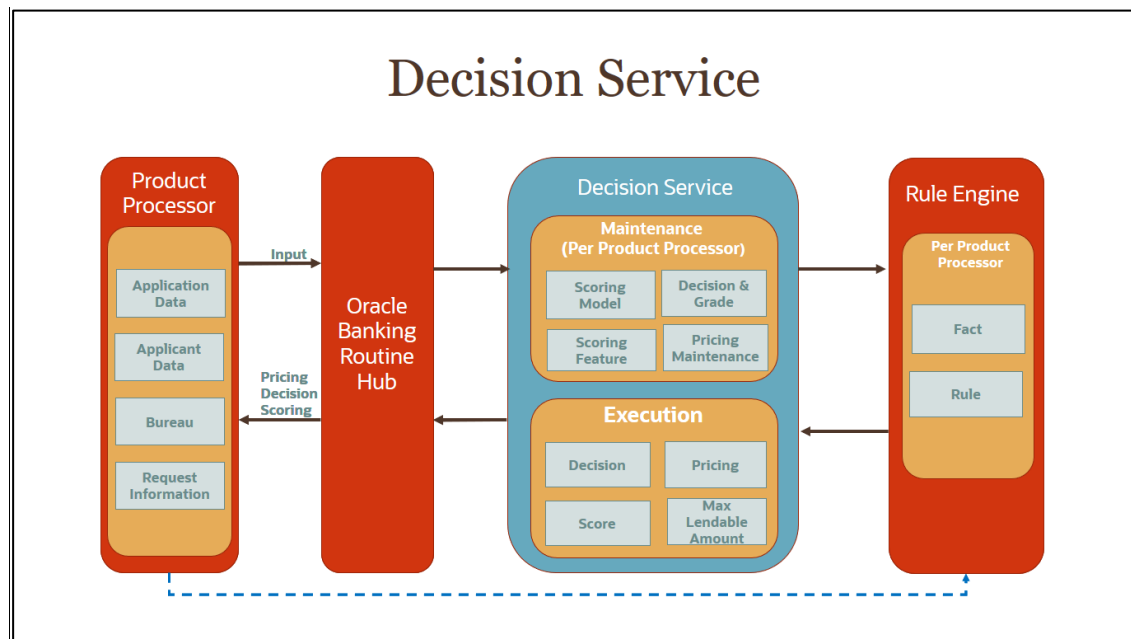 Decision Service
Product
Processor
Application
Data
Applicant
Data
Bureau
Request
Information
Input
Pricing
Decision
Scoring
Oracle
Banking
Routine
Hub
Decision Service
Maintenance
(Per Product Processor)
Scoring
Model
Decision &
Grade
Scoring
Feature
Pricing
Maintenance
Execution
Decision
Pricing
Score
Max
Lendable
Amount
Rule Engine
Per Product
Processor
Fact
Rule